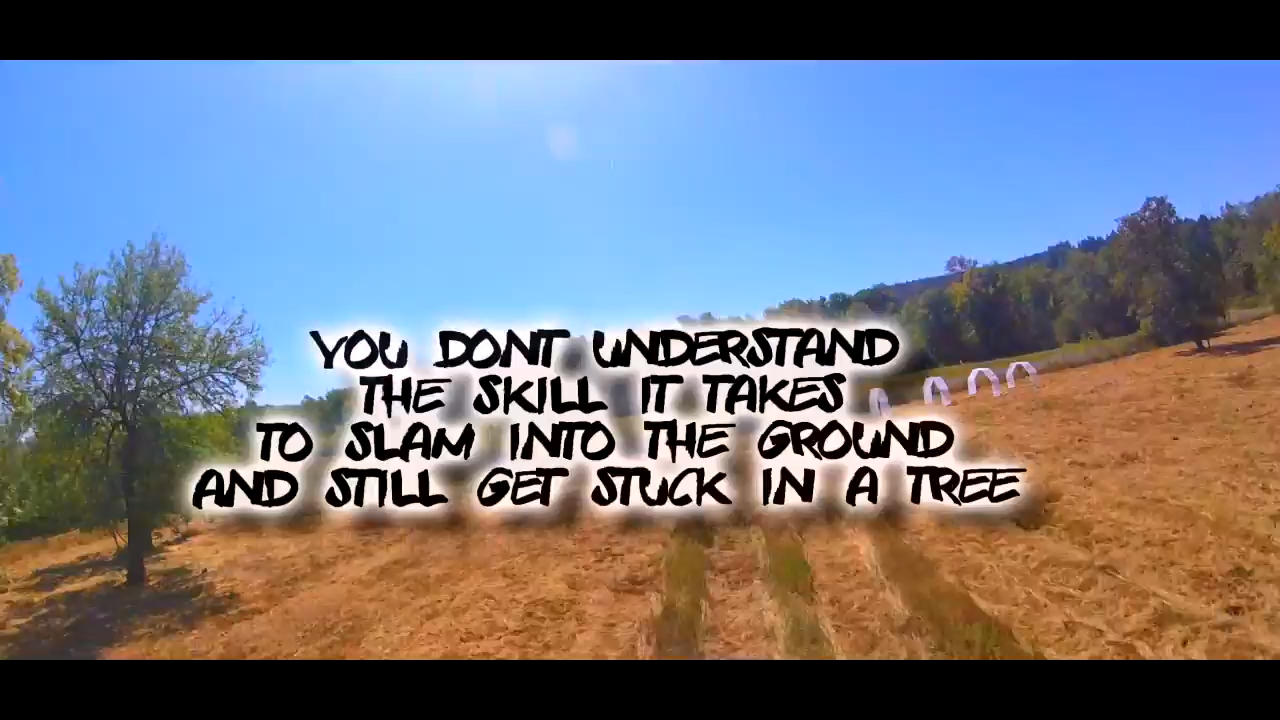 YOU DONT UNDERSTAND
THE SKILL IT TAKES
TO SLAM INTO THE GROUND
AND STILL GET STUCK IN A TREE